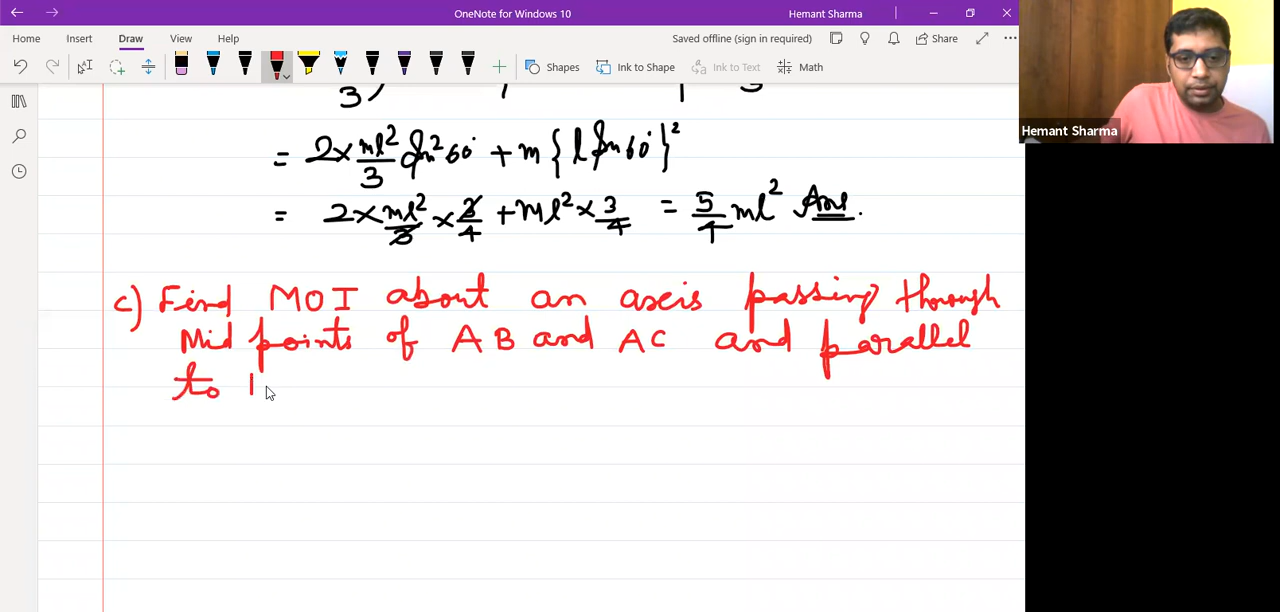 OneNote for Windows 10
Hemant Sharma
Home Insert Draw View Help
Saved offline (sign in required)
Share
Shapes
Ink to Shape
Ink to Text
Math
Hemant Sharma
3
= 2×ml²/3 Sin²60° + m{l Sin60°}²
= 2×ml²/3 × 3/4 + ml² × 3/4 = 5/4 ml² Ans.
c) Find MOI about an axis passing through
Mid points of AB and AC and parallel
to